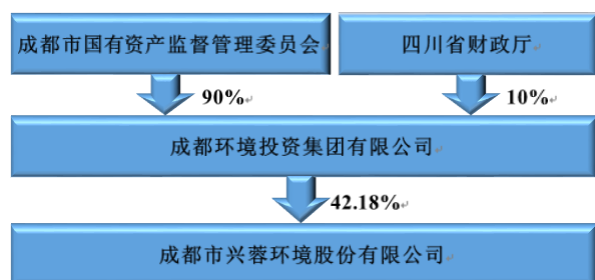 成都市国有资产监督管理委员会
四川省财政厅
90%
10%
成都环境投资集团有限公司
42.18%
成都市兴蓉环境股份有限公司